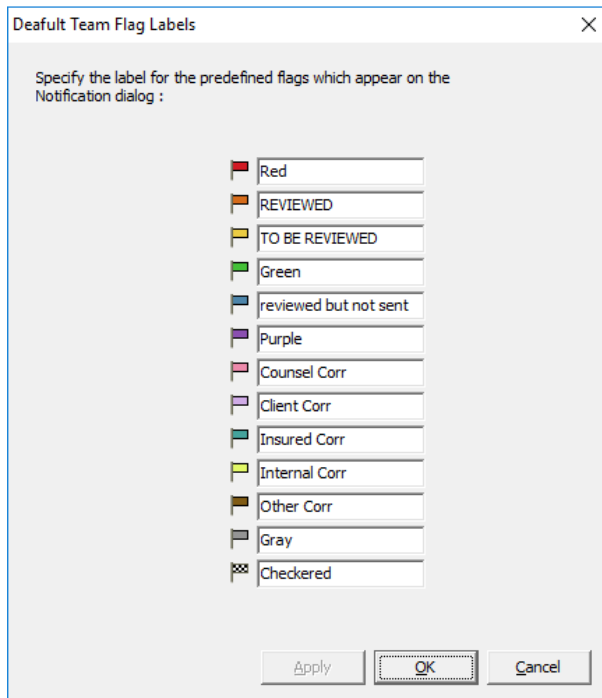 Deafult Team Flag Labels
Specify the label for the predefined flags which appear on the
Notification dialog :
Red
REVIEWED
TO BE REVIEWED
Green
reviewed but not sent
Purple
Counsel Corr
Client Corr
Insured Corr
Internal Corr
Other Corr
Gray
Checkered
Apply OK Cancel